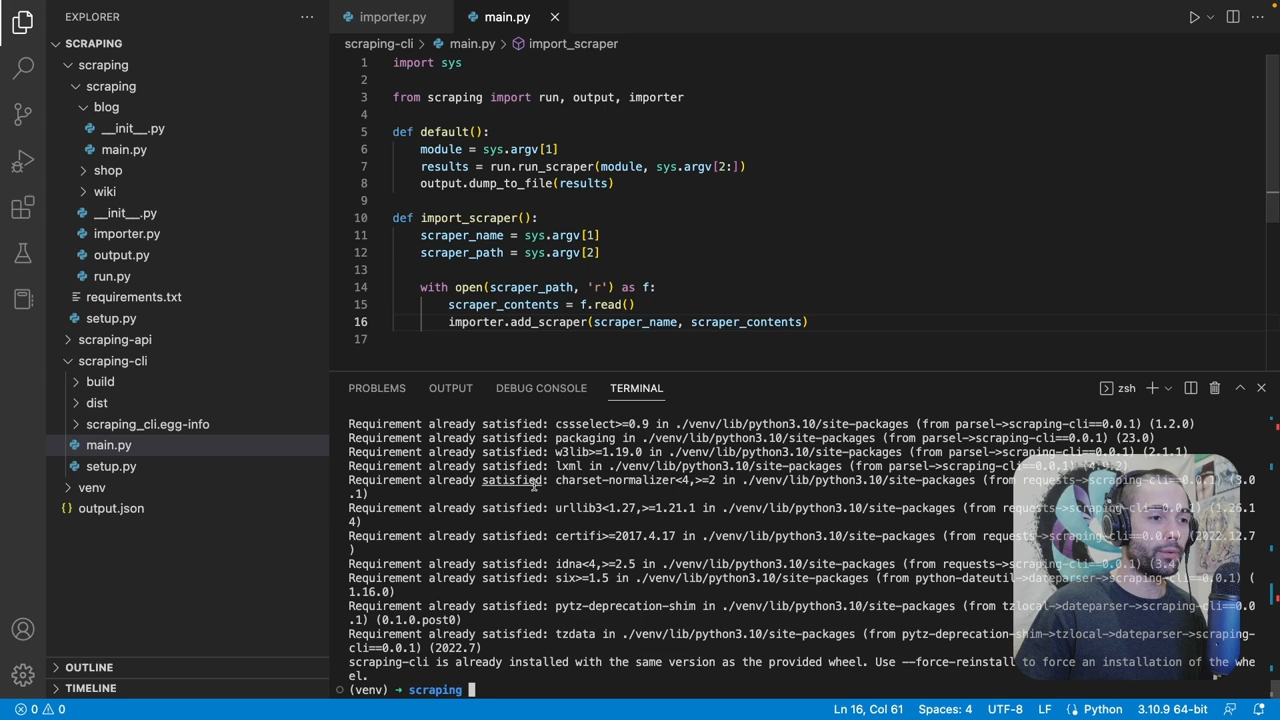 EXPLORER
SCRAPING
scraping
scraping
blog
__init__.py
main.py
shop
wiki
__init__.py
importer.py
output.py
run.py
requirements.txt
setup.py
scraping-api
scraping-cli
build
dist
scraping_cli.egg-info
main.py
setup.py
venv
output.json
OUTLINE
TIMELINE
importer.py
main.py
scraping-cli > main.py > import_scraper
1 import sys
2
3 from scraping import run, output, importer
4
5 def default():
6 module = sys.argv[1]
7 results = run.run_scraper(module, sys.argv[2:])
8 output.dump_to_file(results)
9
10 def import_scraper():
11 scraper_name = sys.argv[1]
12 scraper_path = sys.argv[2]
13
14 with open(scraper_path, 'r') as f:
15 scraper_contents = f.read()
16 importer.add_scraper(scraper_name, scraper_contents)
17
PROBLEMS OUTPUT DEBUG CONSOLE TERMINAL zsh
Requirement already satisfied: cssselect>=0.9 in ./venv/lib/python3.10/site-packages (from parsel->scraping-cli==0.0.1) (1.2.0)
Requirement already satisfied: packaging in ./venv/lib/python3.10/site-packages (from parsel->scraping-cli==0.0.1) (23.0)
Requirement already satisfied: w3lib>=1.19.0 in ./venv/lib/python3.10/site-packages (from parsel->scraping-cli==0.0.1) (2.1.1)
Requirement already satisfied: lxml in ./venv/lib/python3.10/site-packages (from parsel->scraping-cli==0.0.1)
Requirement already satisfied: charset-normalizer<4,>=2 in ./venv/lib/python3.10/site-packages (from requests->scraping-cli==0.0.1) (3.0
.1)
Requirement already satisfied: urllib3<1.27,>=1.21.1 in ./venv/lib/python3.10/site-packages (from requests->scraping-cli==0.0.1) (1.26.1
4)
Requirement already satisfied: certifi>=2017.4.17 in ./venv/lib/python3.10/site-packages (from requests->scraping-cli==0.0.1) (2022.12.7
)
Requirement already satisfied: idna<4,>=2.5 in ./venv/lib/python3.10/site-packages (from requests->scraping-cli==0.0.1) (3.4)
Requirement already satisfied: six>=1.5 in ./venv/lib/python3.10/site-packages (from python-dateutil->dateparser->scraping-cli==0.0.1) (
1.16.0)
Requirement already satisfied: pytz-deprecation-shim in ./venv/lib/python3.10/site-packages (from tzlocal->dateparser->scraping-cli==0.0
.1) (0.1.0.post0)
Requirement already satisfied: tzdata in ./venv/lib/python3.10/site-packages (from pytz-deprecation-shim->tzlocal->dateparser->scraping-
cli==0.0.1) (2022.7)
scraping-cli is already installed with the same version as the provided wheel. Use --force-reinstall to force an installation of the whe
el.
(venv) → scraping
0 0 Ln 16, Col 61 Spaces: 4 UTF-8 LF Python 3.10.9 64-bit